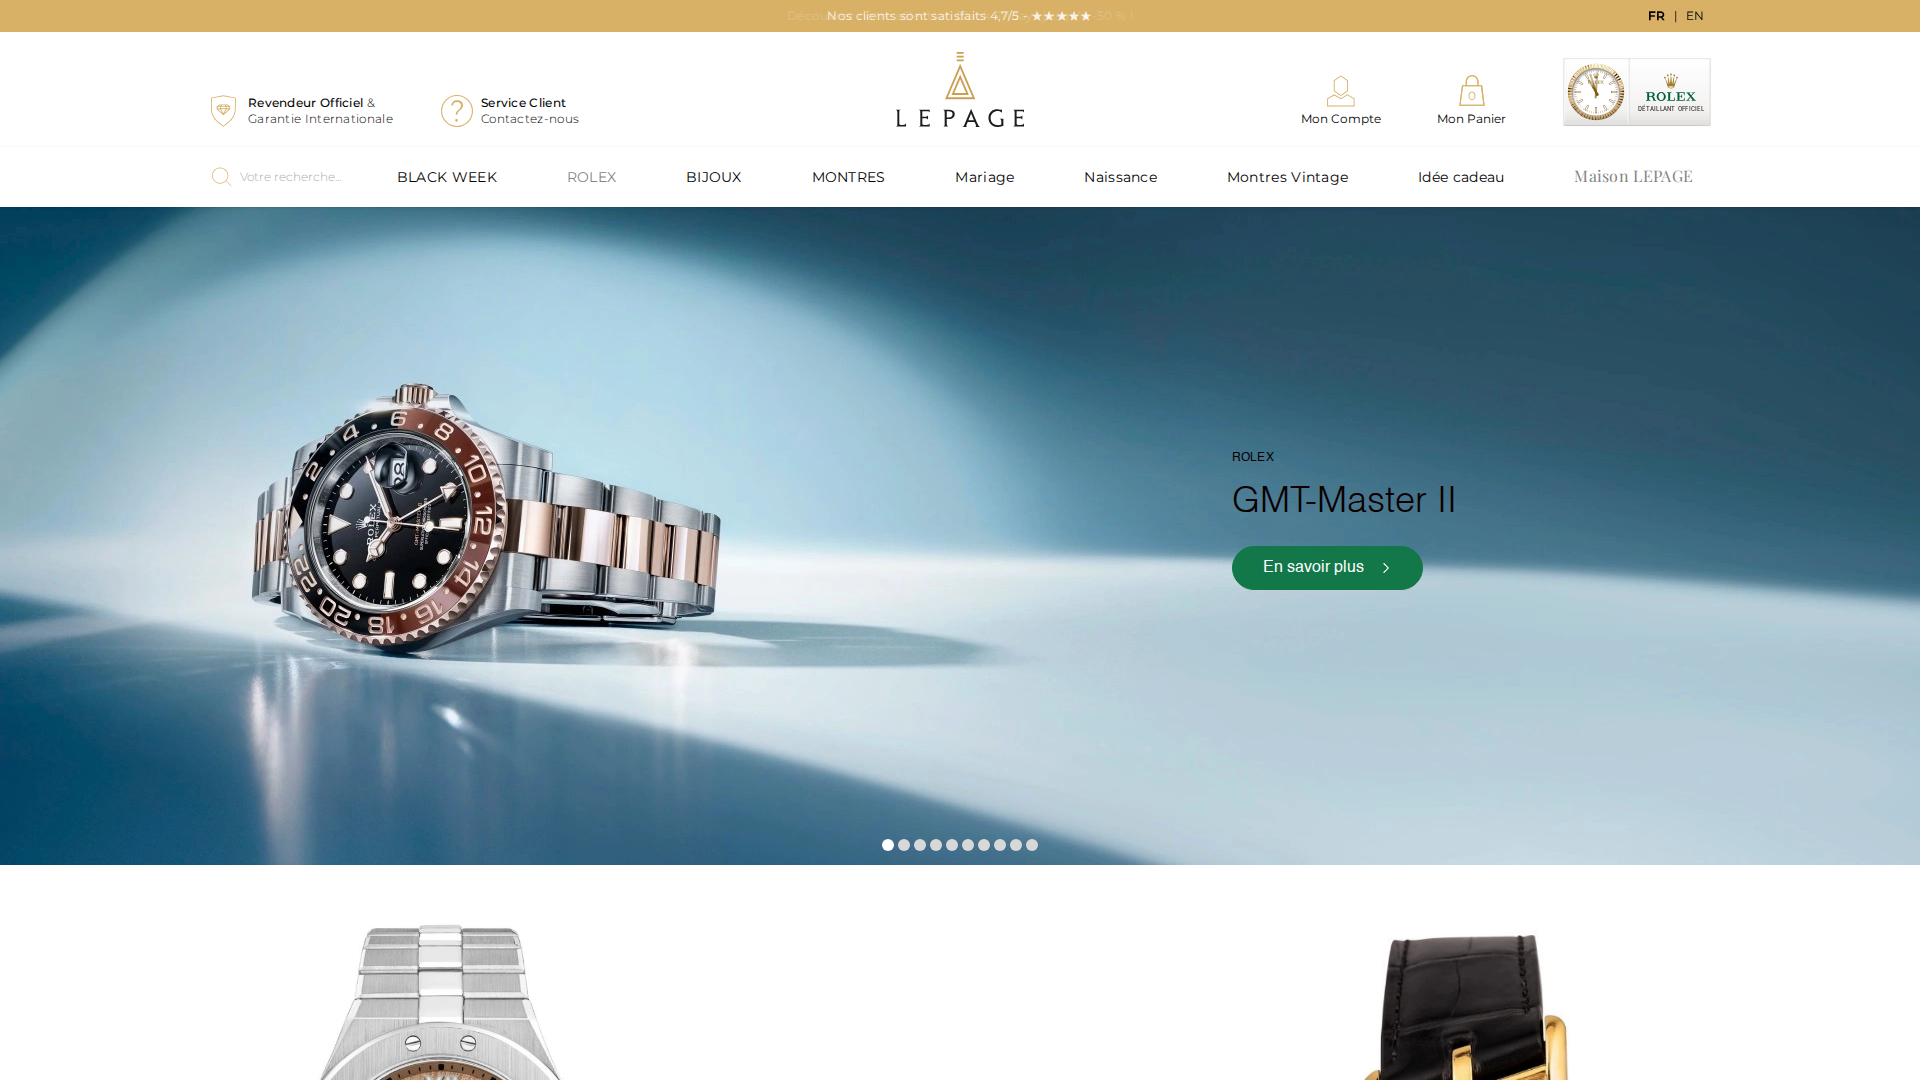 Nos clients sont satisfaits 4,7/5 - ★★★★★
FR | EN
Revendeur Officiel &
Garantie Internationale
Service Client
Contactez-nous
LEPAGE
Mon Compte
0
Mon Panier
ROLEX
DÉTAILLANT OFFICIEL
Votre recherche...
BLACK WEEK
ROLEX
BIJOUX
MONTRES
Mariage
Naissance
Montres Vintage
Idée cadeau
Maison LEPAGE
ROLEX
GMT-Master II
En savoir plus